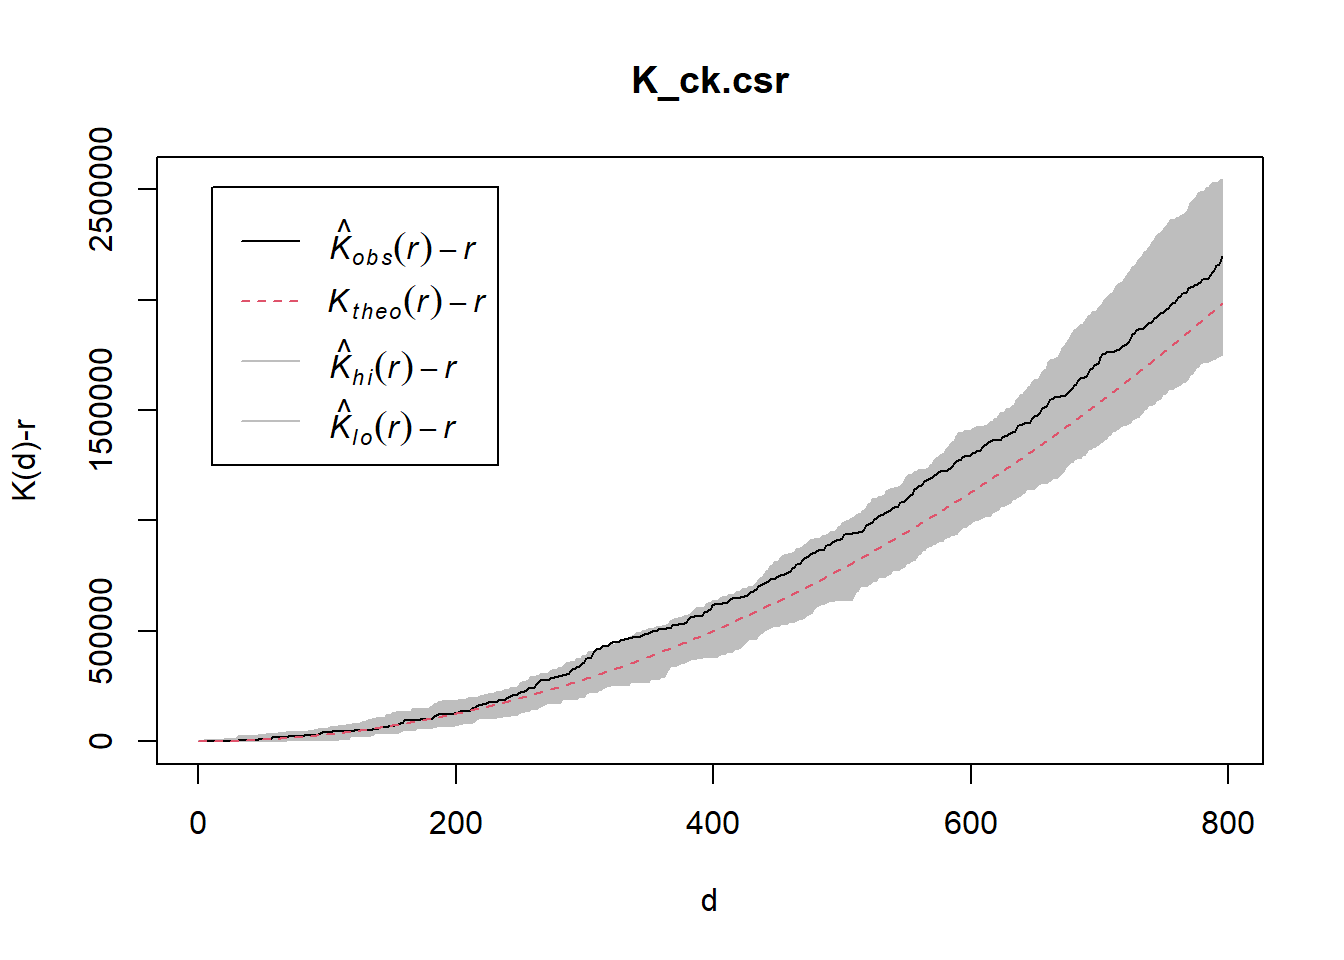 K_ck.csr
K(d)-r
2500000
1500000
500000
0
K̂obs(r) − r
Ktheo(r) − r
K̂hi(r) − r
K̂lo(r) − r
0 200 400 600 800
d